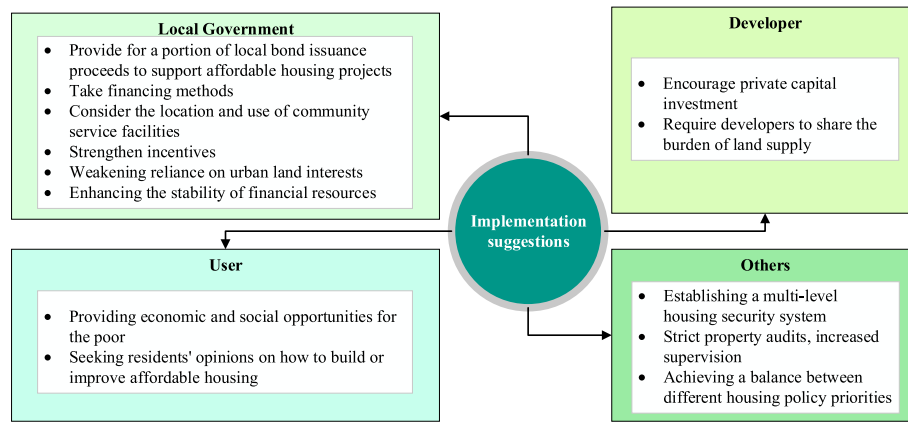 Local Government
• Provide for a portion of local bond issuance
proceeds to support affordable housing projects
• Take financing methods
• Consider the location and use of community
service facilities
• Strengthen incentives
• Weakening reliance on urban land interests
• Enhancing the stability of financial resources
Developer
• Encourage private capital
investment
• Require developers to share the
burden of land supply
Implementation
suggestions
User
• Providing economic and social opportunities for
the poor
• Seeking residents' opinions on how to build or
improve affordable housing
Others
• Establishing a multi-level
housing security system
• Strict property audits, increased
supervision
• Achieving a balance between
different housing policy priorities